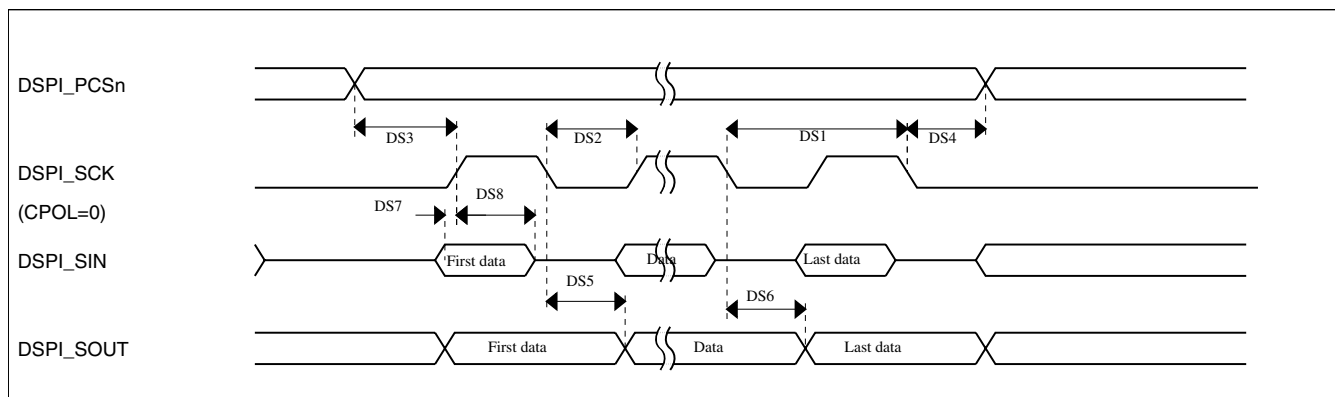 DSPI_PCSn
DS3
DS2
DS1
DS4
DSPI_SCK
(CPOL=0)
DS7
DS8
DSPI_SIN
First data
Data
Last data
DS5
DS6
DSPI_SOUT
First data
Data
Last data